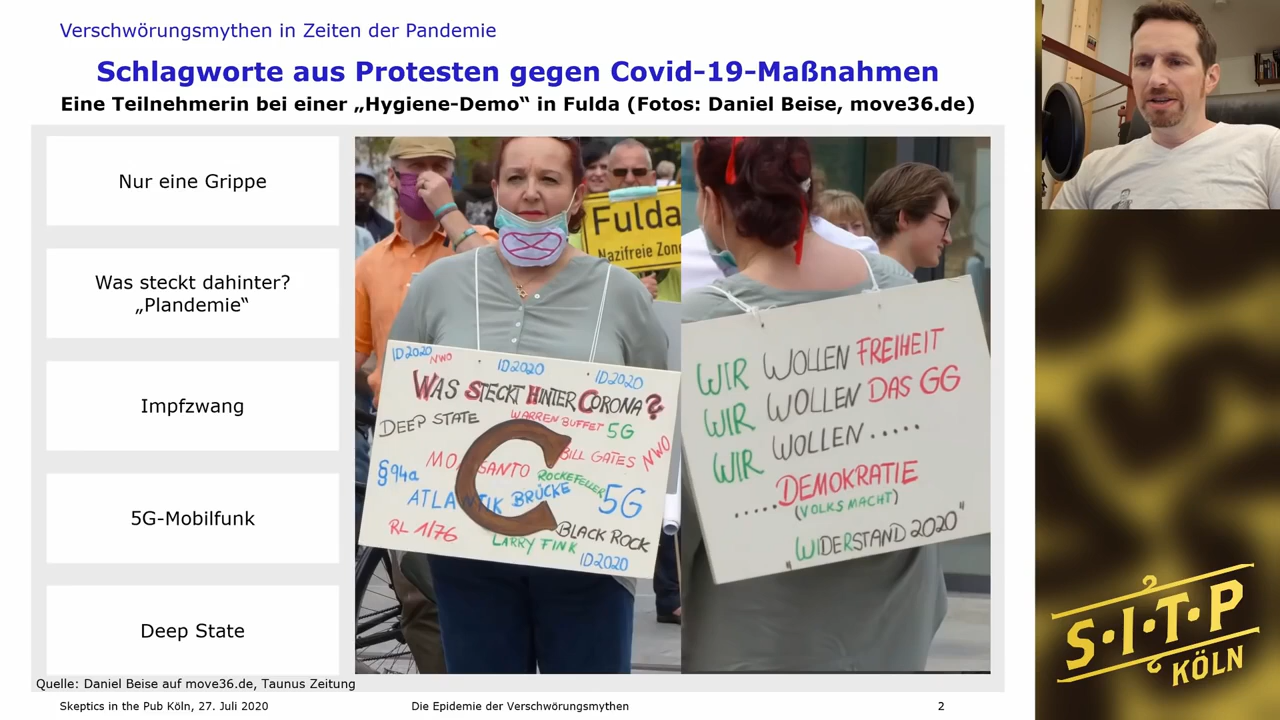 Verschwörungsmythen in Zeiten der Pandemie
Schlagworte aus Protesten gegen Covid-19-Maßnahmen
Eine Teilnehmerin bei einer „Hygiene-Demo“ in Fulda (Fotos: Daniel Beise, move36.de)
Nur eine Grippe
Was steckt dahinter?
„Plandemie“
Impfzwang
5G-Mobilfunk
Deep State
Fulda
Nazifreie Zone
ID2020
NWO
ID2020
ID2020
WAS STECKT HINTER CORONA?
DEEP STATE
WARREN BUFFET
5G
MONSANTO
BILL GATES
NWO
§94a
ROCKEFELLER
ATLANTIK BRÜCKE
5G
C
RL 1/76
LARRY FINK
BLACK ROCK
ID2020
WIR WOLLEN FREIHEIT
WIR WOLLEN DAS GG
WIR WOLLEN.....
.....DEMOKRATIE
(VOLKS MACHT)
"WIDERSTAND 2020"
Quelle: Daniel Beise auf move36.de, Taunus Zeitung
Skeptics in the Pub Köln, 27. Juli 2020
Die Epidemie der Verschwörungsmythen
2
S·I·T·P
KÖLN